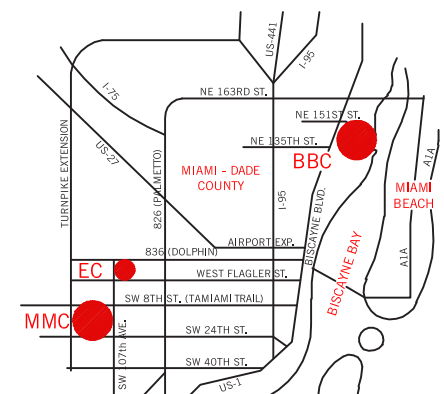 US-441
I-95
I-75
NE 163RD ST.
NE 151ST ST.
NE 135TH ST.
BBC
US-27
TURNPIKE EXTENSION
826 (PALMETTO)
MIAMI - DADE
COUNTY
I-95
A1A
MIAMI
BEACH
BISCAYNE BLVD.
AIRPORT EXP.
836 (DOLPHIN)
BISCAYNE BAY
A1A
EC
WEST FLAGLER ST.
SW 8TH ST. (TAMIAMI TRAIL)
MMC
SW 24TH ST.
SW 107th AVE.
SW 40TH ST.
US-1